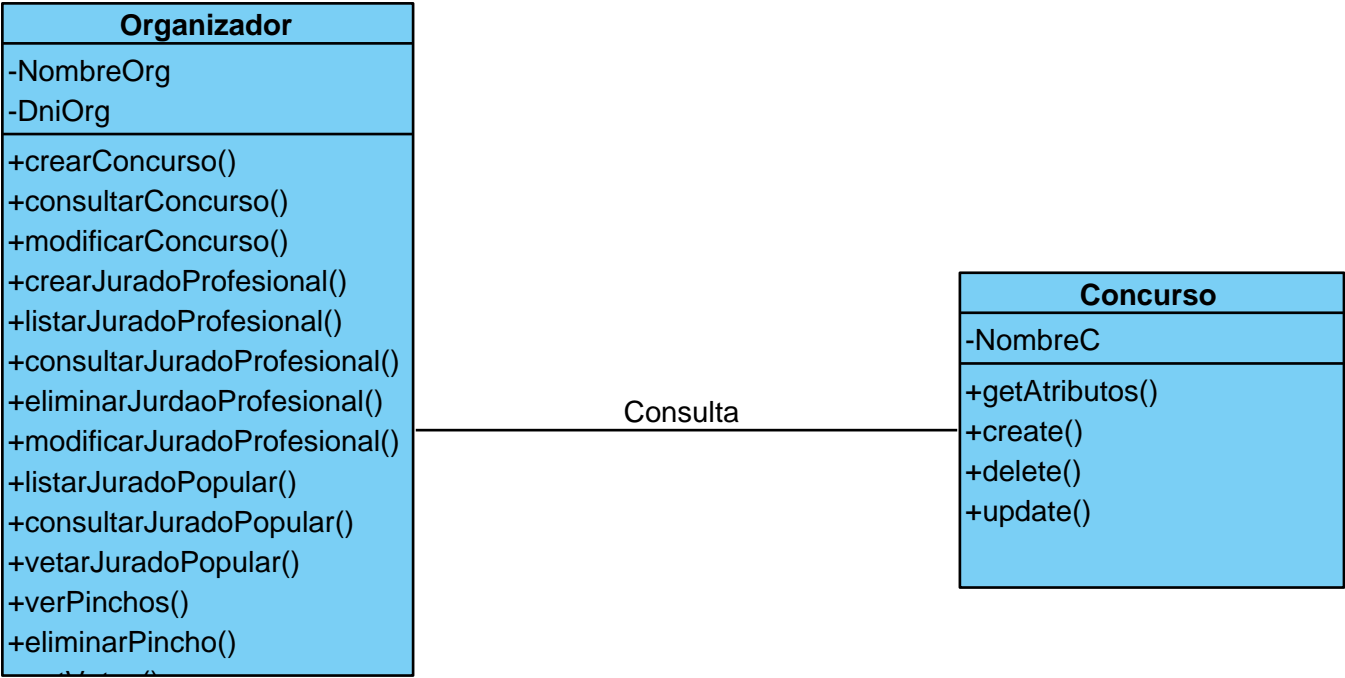 Organizador
-NombreOrg
-DniOrg
+crearConcurso()
+consultarConcurso()
+modificarConcurso()
+crearJuradoProfesional()
+listarJuradoProfesional()
+consultarJuradoProfesional()
+eliminarJurdaoProfesional()
+modificarJuradoProfesional()
+listarJuradoPopular()
+consultarJuradoPopular()
+vetarJuradoPopular()
+verPinchos()
+eliminarPincho()
Consulta
Concurso
-NombreC
+getAtributos()
+create()
+delete()
+update()